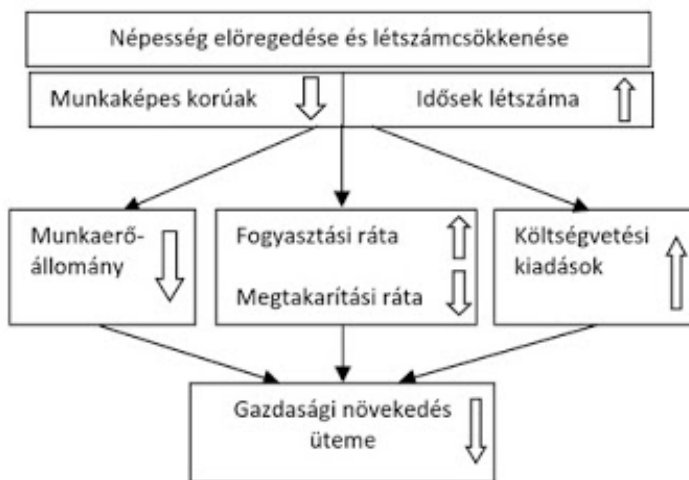 Népesség elöregedése és létszámcsökkenése
Munkaképes korúak
Idősek létszáma
Munkaerő-
állomány
Fogyasztási ráta
Megtakarítási ráta
Költségvetési
kiadások
Gazdasági növekedés
üteme